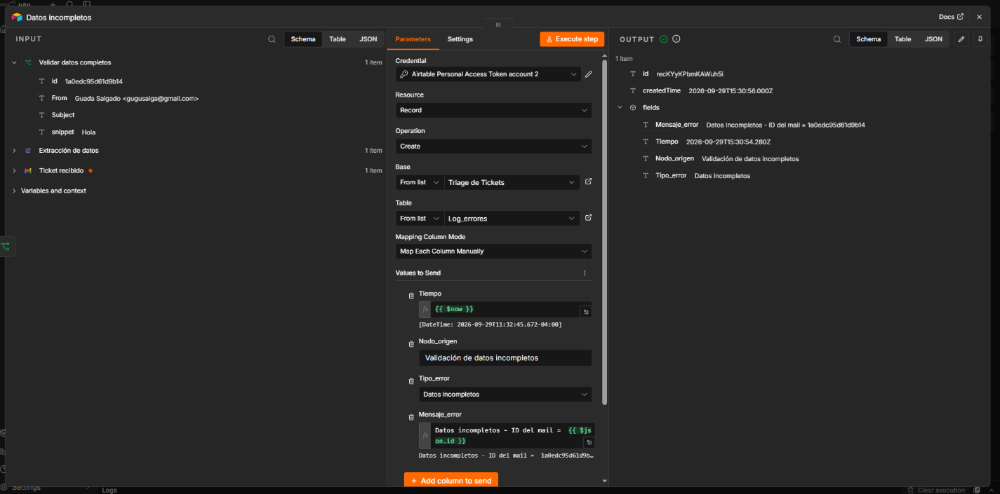 n8n
Datos incompletos
Docs
INPUT
Schema
Table
JSON
Validar datos completos
1 item
T id 1a0edc95d61d9b14
T From Guada Salgado <gugusalga@gmail.com>
T Subject
T snippet Hola
Extracción de datos
1 item
Ticket recibido
1 item
Variables and context
Parameters
Settings
Execute step
Credential
Airtable Personal Access Token account 2
Resource
Record
Operation
Create
Base
From list
Triage de Tickets
Table
From list
Log_errores
Mapping Column Mode
Map Each Column Manually
Values to Send
Tiempo
fx {{ $now }}
[DateTime: 2026-09-29T11:32:45.672-04:00]
Nodo_origen
Validación de datos incompletos
Tipo_error
Datos incompletos
Mensaje_error
fx Datos incompletos - ID del mail = {{ $js
on.id }}
Datos incompletos - ID del mail = 1a0edc95d61d9b…
+ Add column to send
OUTPUT
Schema
Table
JSON
1 item
T id recKYyKPbmKAWuh5i
T createdTime 2026-09-29T15:30:56.000Z
fields
T Mensaje_error Datos incompletos - ID del mail = 1a0edc95d61d9b14
T Tiempo 2026-09-29T15:30:54.280Z
T Nodo_origen Validación de datos incompletos
T Tipo_error Datos incompletos
Settings
Logs
Clear execution